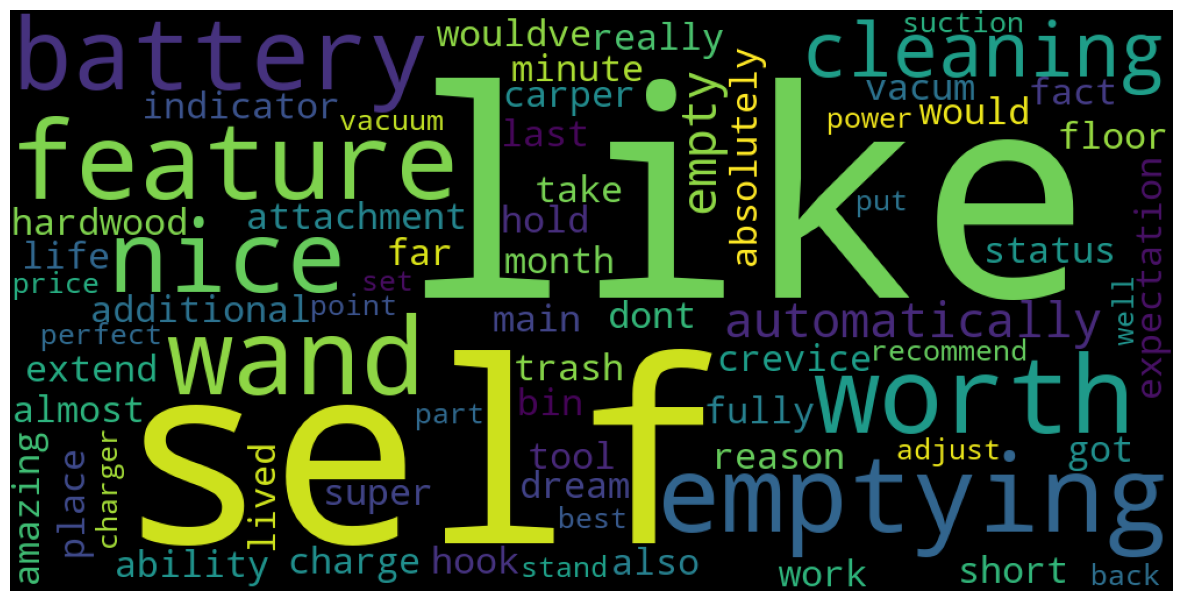 battery
wouldve
really
suction
cleaning
minute
indicator
vacuum
carper
empty
absolutely
vacum
fact
power
would
feature
like
last
floor
take
hardwood
attachment
hold
put
expectation
nice
life
far
month
status
price
set
additional
point
main
dont
automatically
well
perfect
wand
self
extend
trash
crevice
recommend
worth
almost
part
bin
fully
amazing
place
charger
lived
super
tool
dream
reason
adjust
got
best
emptying
ability
charge
hook
stand
also
work
short
back